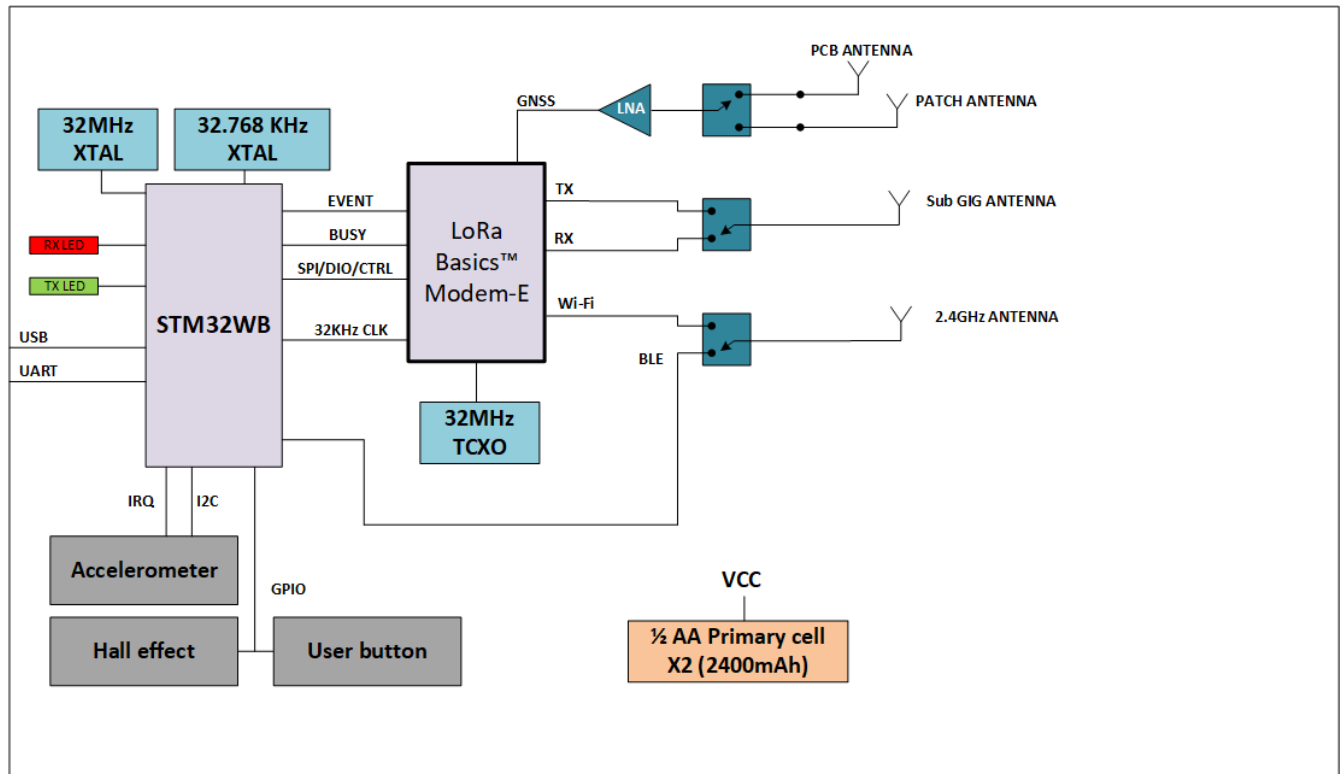 PCB ANTENNA
GNSS
LNA
PATCH ANTENNA
32MHz
XTAL
32.768 KHz
XTAL
EVENT
TX
Sub GIG ANTENNA
RX LED
BUSY
LoRa
Basics™
Modem-E
RX
TX LED
SPI/DIO/CTRL
STM32WB
Wi-Fi
2.4GHz ANTENNA
USB
32KHz CLK
BLE
UART
32MHz
TCXO
IRQ
I2C
Accelerometer
GPIO
Hall effect
User button
VCC
½ AA Primary cell
X2 (2400mAh)